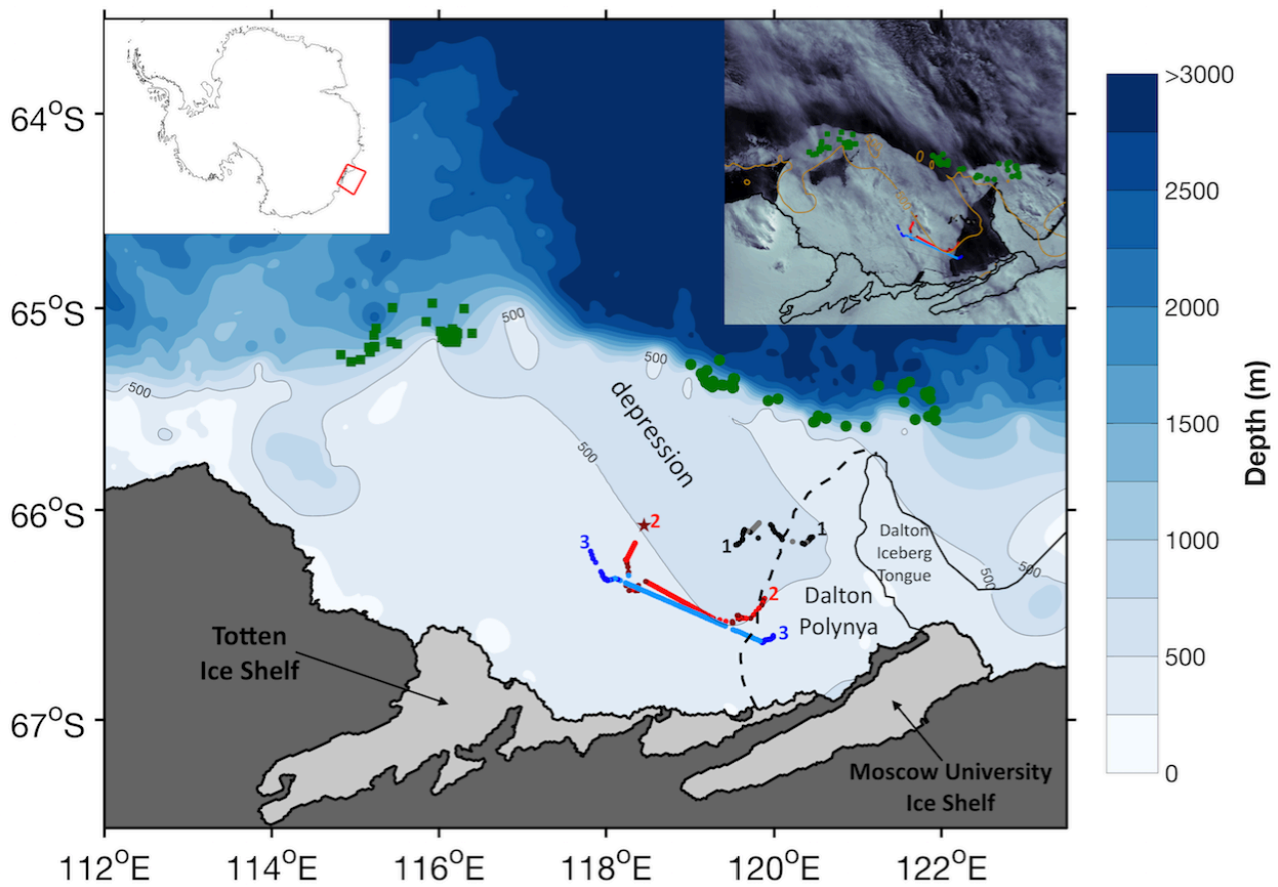 64°S
65°S
66°S
67°S
112°E
114°E
116°E
118°E
120°E
122°E
500
500
500
500
500
500
depression
2
3
1
1
2
3
Dalton
Iceberg
Tongue
Dalton
Polynya
Totten
Ice Shelf
Moscow University
Ice Shelf
>3000
2500
2000
1500
1000
500
0
Depth (m)